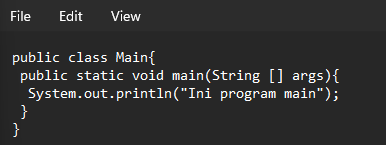 File Edit View
public class Main{
 public static void main(String [] args){
  System.out.println("Ini program main");
 }
}